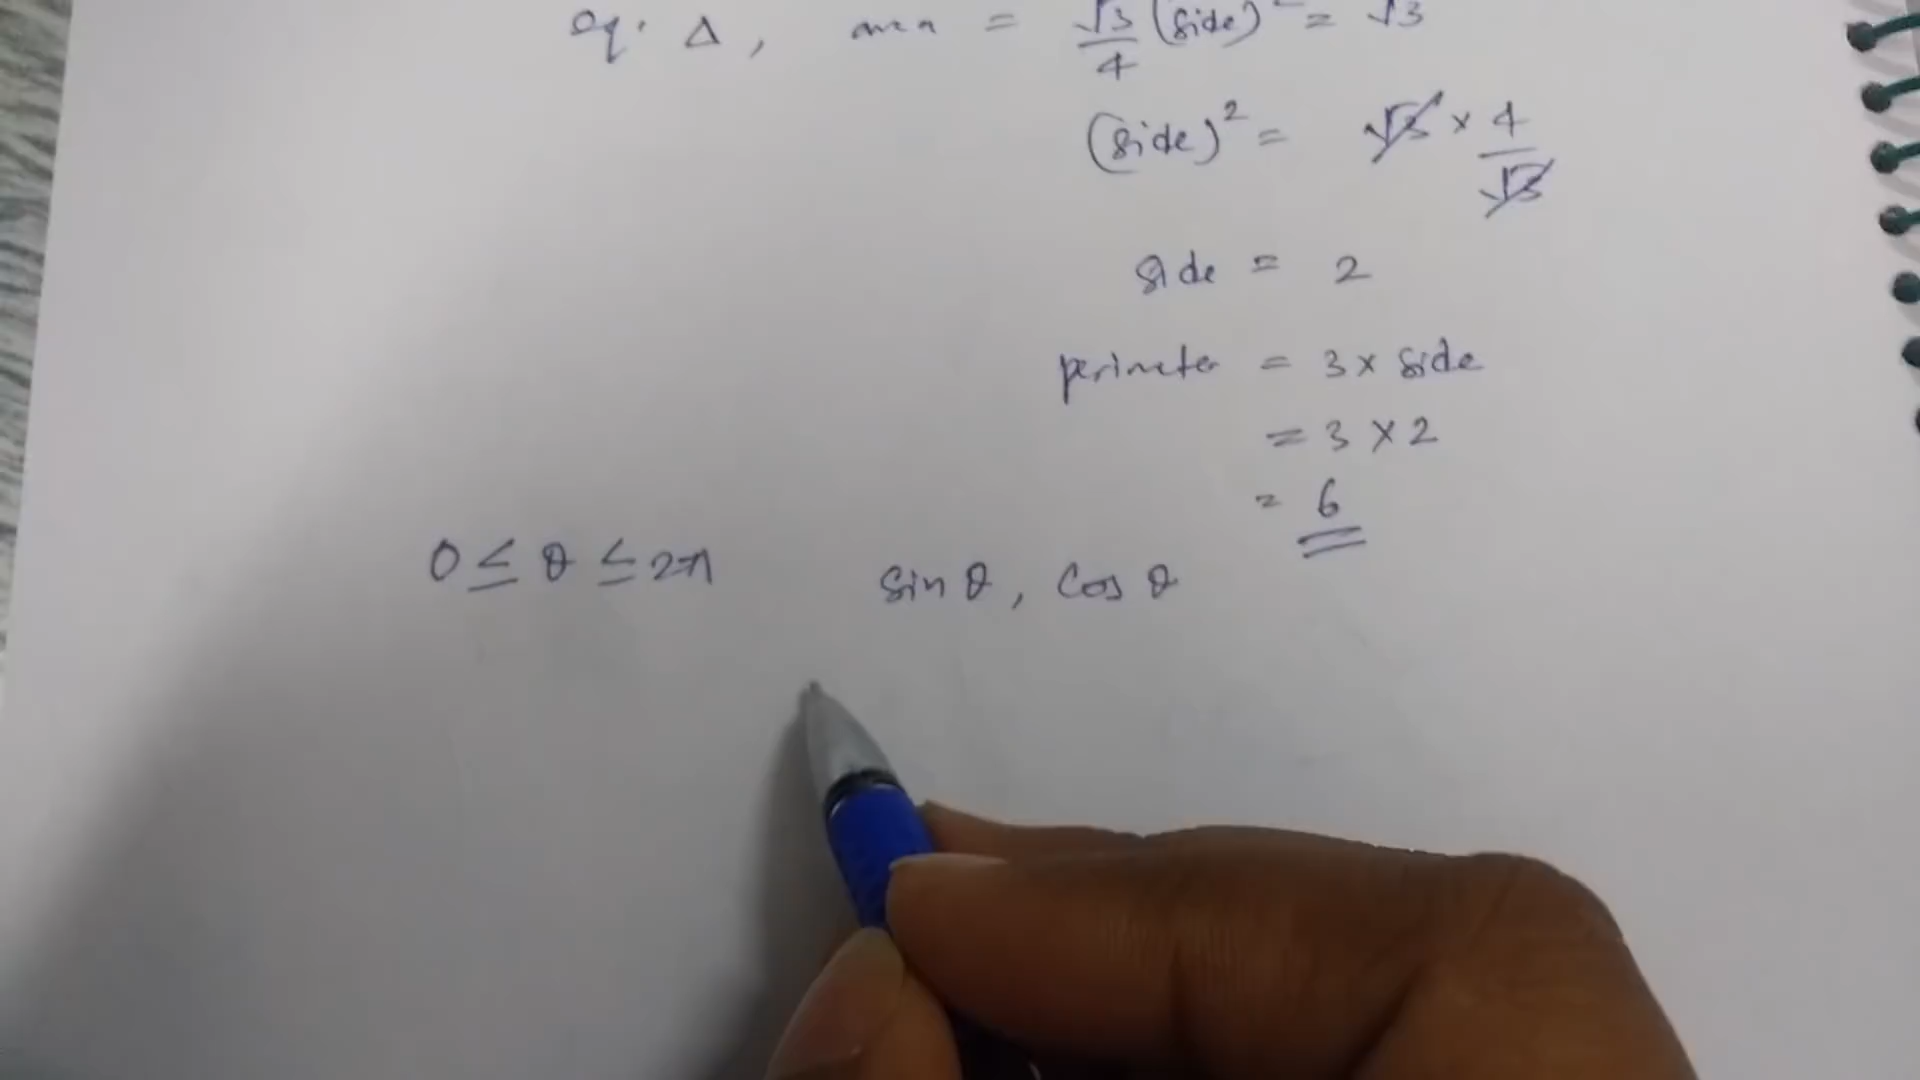 eq. Δ, area = √3/4 (side)² = √3
(side)² = √3 × 4/√3
side = 2
perimeter = 3 × side
= 3 × 2
= 6
0 ≤ θ ≤ 2π sin θ, cos θ